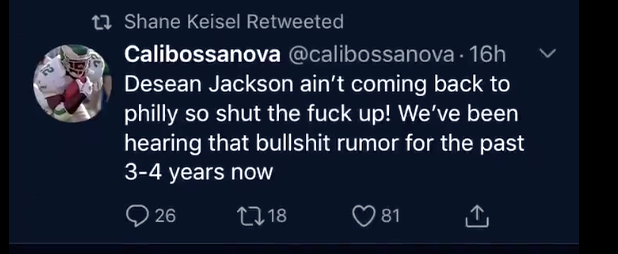 Shane Keisel Retweeted
Calibossanova @calibossanova · 16h
Desean Jackson ain’t coming back to
philly so shut the fuck up! We’ve been
hearing that bullshit rumor for the past
3-4 years now
26 18 81